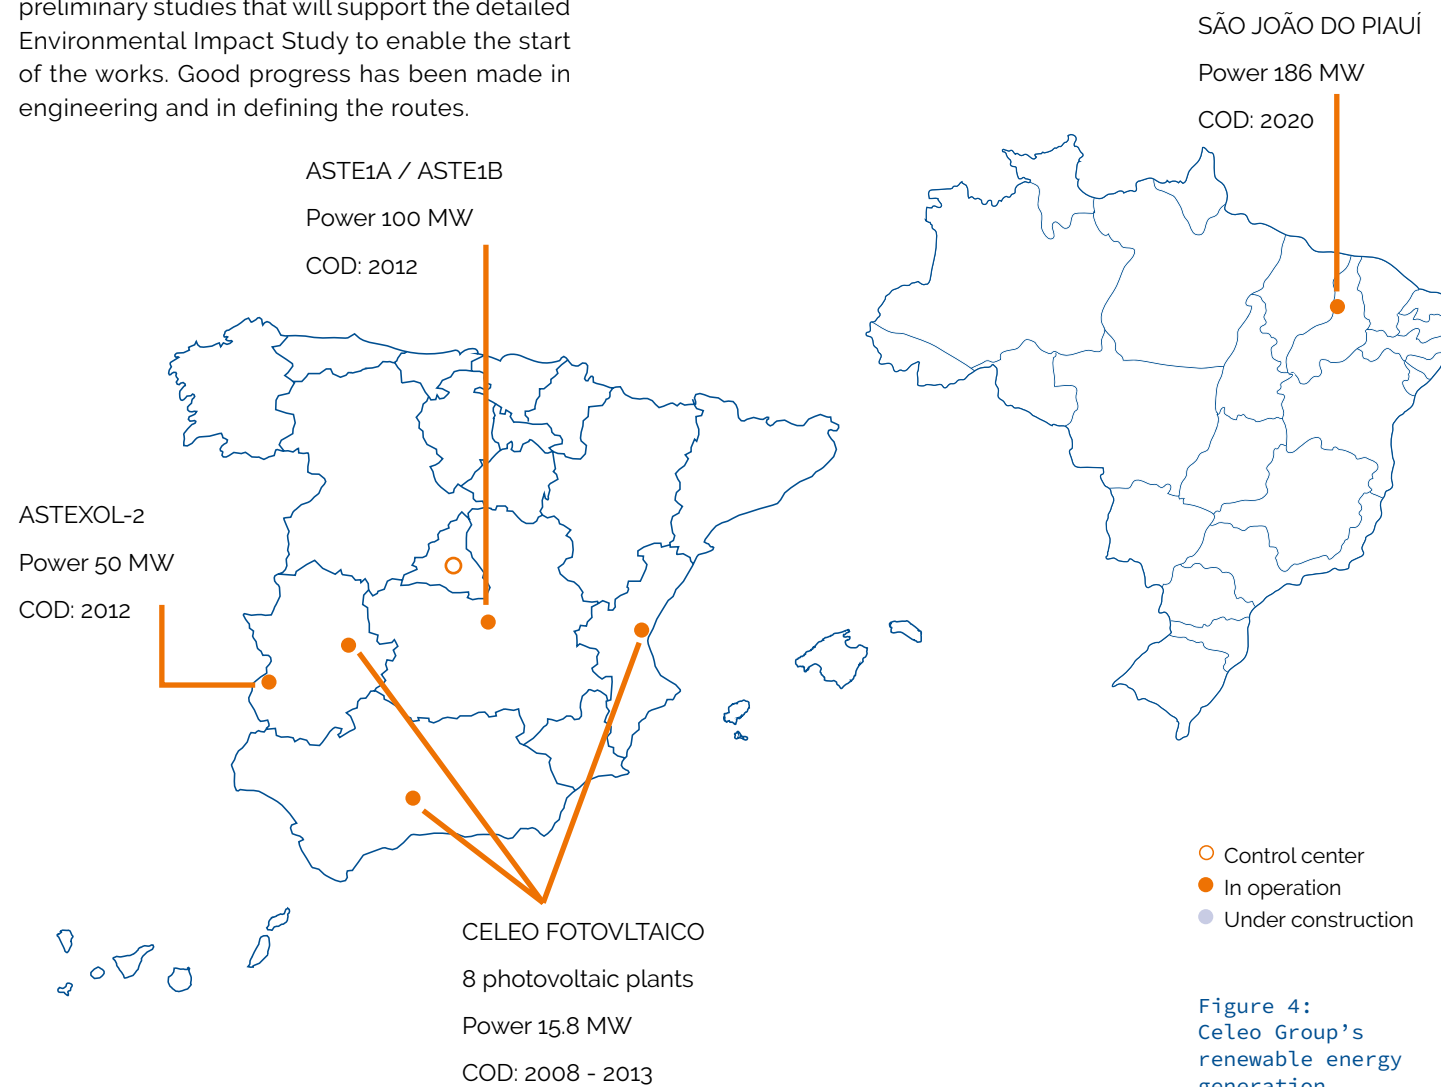 preliminary studies that will support the detailed
Environmental Impact Study to enable the start
of the works. Good progress has been made in
engineering and in defining the routes.
SÃO JOÃO DO PIAUÍ
Power 186 MW
COD: 2020
ASTE1A / ASTE1B
Power 100 MW
COD: 2012
ASTEXOL-2
Power 50 MW
COD: 2012
CELEO FOTOVLTAICO
8 photovoltaic plants
Power 15.8 MW
COD: 2008 - 2013
Control center
In operation
Under construction
Figure 4:
Celeo Group's
renewable energy
generation